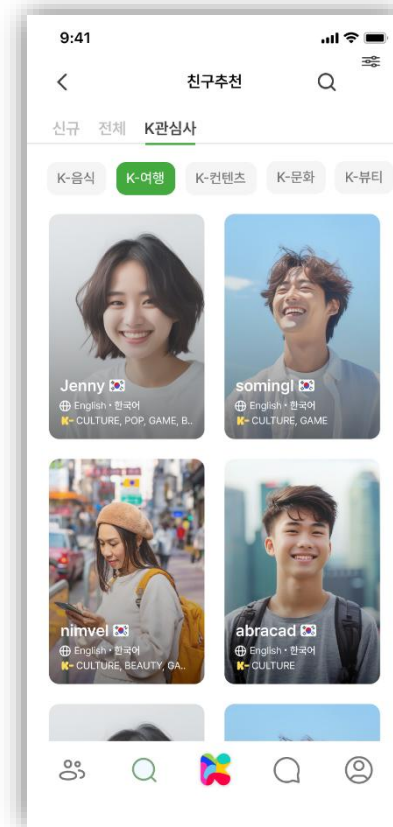 9:41
친구추천
신규 전체 K관심사
K-음식 K-여행 K-컨텐츠 K-문화 K-뷰티
Jenny
English • 한국어
K- CULTURE, POP, GAME, B..
somingl
English • 한국어
K- CULTURE, GAME
nimvel
English • 한국어
K- CULTURE, BEAUTY, GA..
abracad
English • 한국어
K- CULTURE